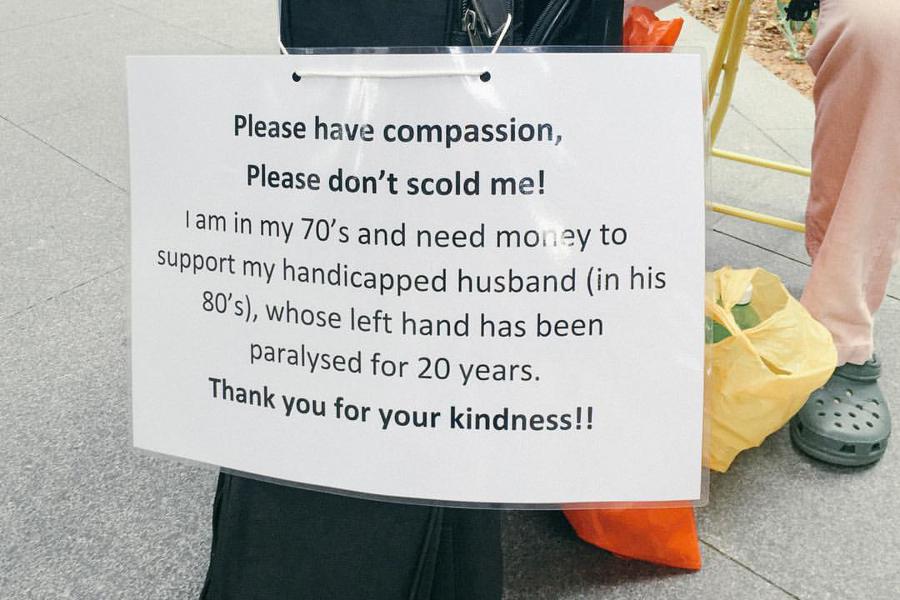 Please have compassion,
Please don't scold me!
I am in my 70's and need money to
support my handicapped husband (in his
80's), whose left hand has been
paralysed for 20 years.
Thank you for your kindness!!